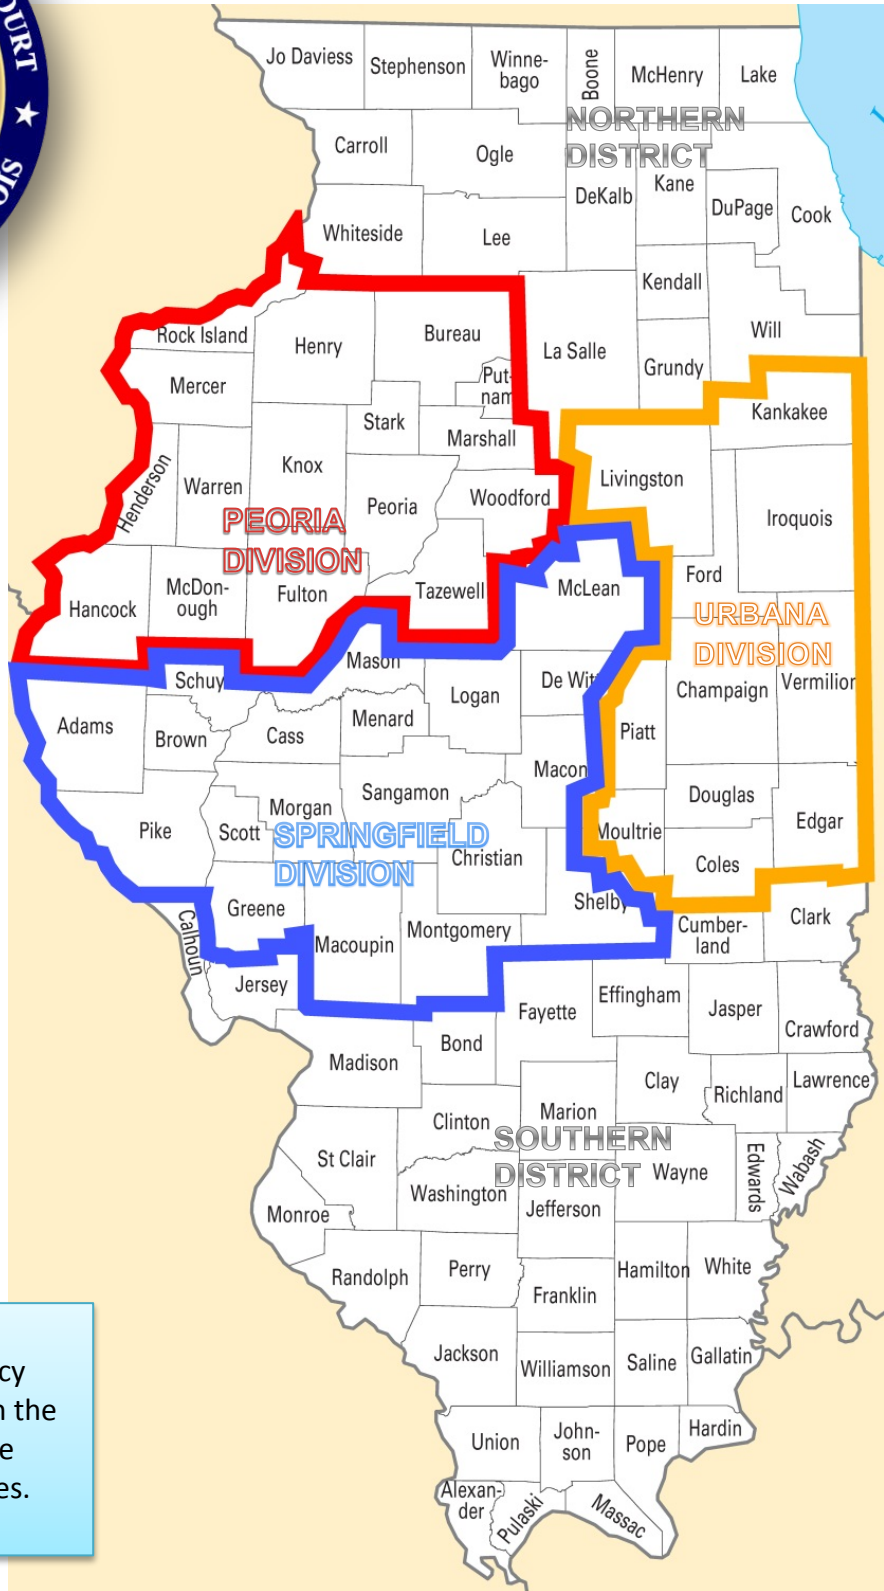 OURT ★
OIS
Jo Daviess
Stephenson
Winne-
bago
Boone
McHenry
Lake
NORTHERN
DISTRICT
Carroll
Ogle
DeKalb
Kane
DuPage
Cook
Whiteside
Lee
Kendall
Rock Island
Henry
Bureau
La Salle
Grundy
Will
Mercer
Put-
nam
Stark
Marshall
Kankakee
Henderson
Warren
Knox
Peoria
Woodford
Livingston
Iroquois
PEORIA
DIVISION
Hancock
McDon-
ough
Fulton
Tazewell
McLean
Ford
URBANA
DIVISION
Mason
Schuy
Adams
Brown
Cass
Menard
Logan
De Wit
Piatt
Champaign
Vermilion
Macon
Pike
Scott
Morgan
Sangamon
Christian
Moultrie
Douglas
Edgar
Coles
SPRINGFIELD
DIVISION
Shelby
Greene
Calhoun
Jersey
Macoupin
Montgomery
Cumber-
land
Clark
Fayette
Effingham
Jasper
Crawford
Madison
Bond
Clay
Richland
Lawrence
Clinton
Marion
SOUTHERN
DISTRICT
St Clair
Washington
Jefferson
Wayne
Edwards
Wabash
Monroe
Randolph
Perry
Franklin
Hamilton
White
Jackson
Williamson
Saline
Gallatin
Union
John-
son
Pope
Hardin
Alexan-
der
Pulaski
Massac
cy
n the
e
es.